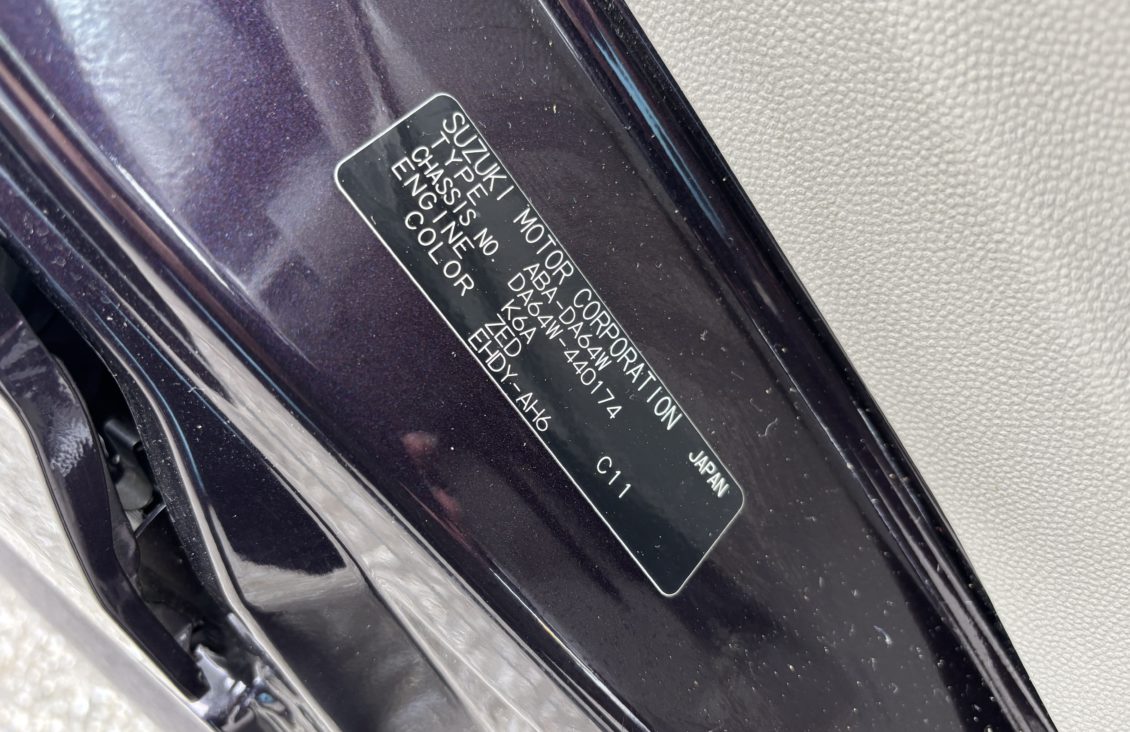 SUZUKI MOTOR CORPORATION JAPAN
TYPE ABA-DA64W
CHASSIS NO. DA64W-440174
ENGINE K6A
COLOR ZED C11
EHDY-AH6